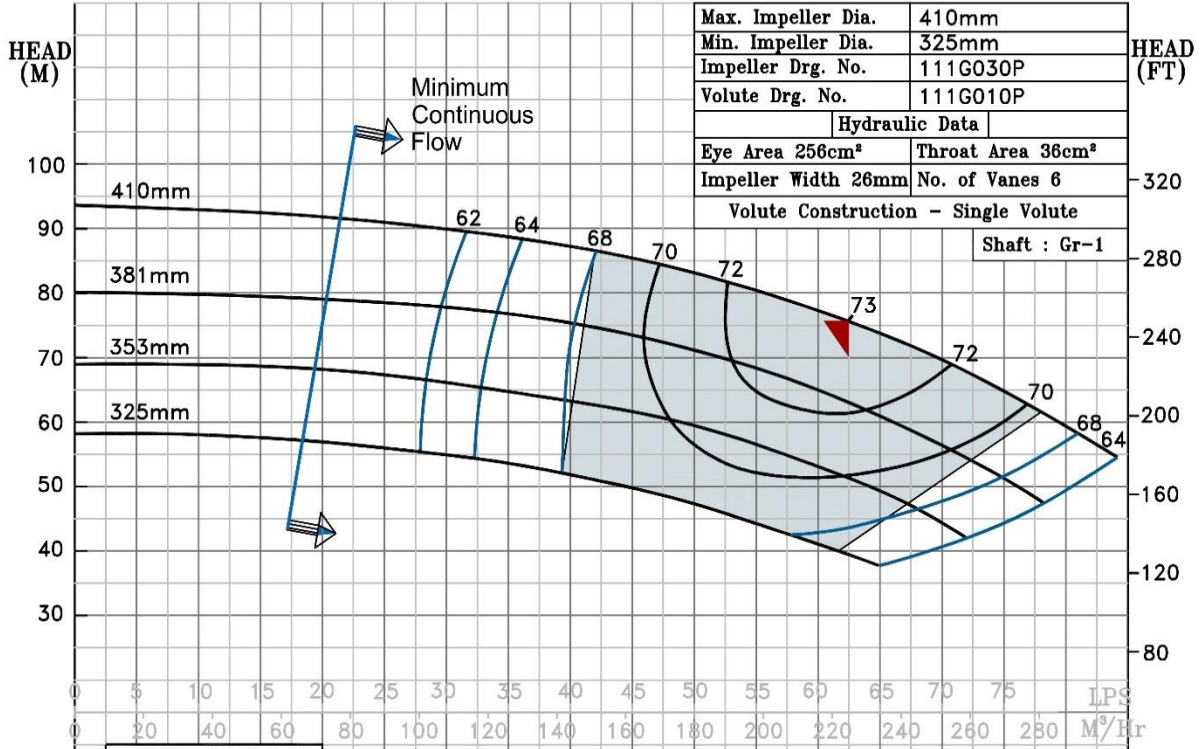 Max. Impeller Dia. 410mm
Min. Impeller Dia. 325mm
Impeller Drg. No. 111G030P
Volute Drg. No. 111G010P
Hydraulic Data
Eye Area 256cm² Throat Area 36cm²
Impeller Width 26mm No. of Vanes 6
Volute Construction - Single Volute
Shaft : Gr-1
HEAD
(M)
HEAD
(FT)
Minimum
Continuous
Flow
100
90
80
70
60
50
40
30
320
280
240
200
160
120
80
410mm
381mm
353mm
325mm
62 64 68 70 72 73 72 70 68 64
0 5 10 15 20 25 30 35 40 45 50 55 60 65 70 75 LPS
0 20 40 60 80 100 120 140 160 180 200 220 240 260 280 M³/Hr